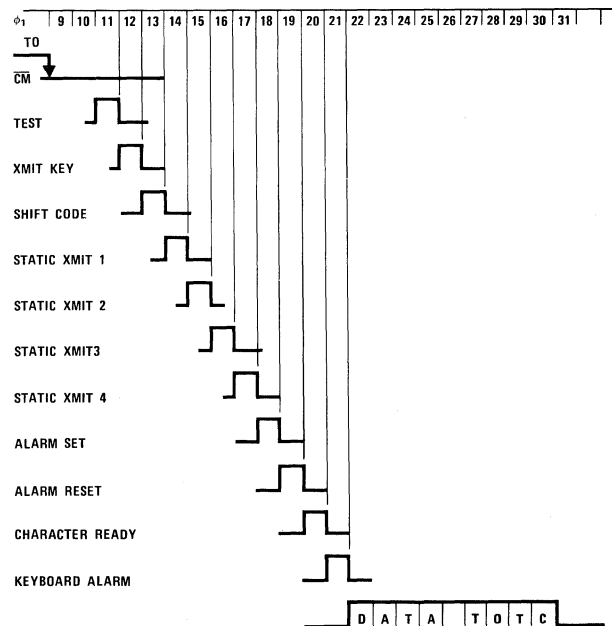 φ1 9 10 11 12 13 14 15 16 17 18 19 20 21 22 23 24 25 26 27 28 29 30 31
TO
CM
TEST
XMIT KEY
SHIFT CODE
STATIC XMIT 1
STATIC XMIT 2
STATIC XMIT3
STATIC XMIT 4
ALARM SET
ALARM RESET
CHARACTER READY
KEYBOARD ALARM
D A T A T O T C